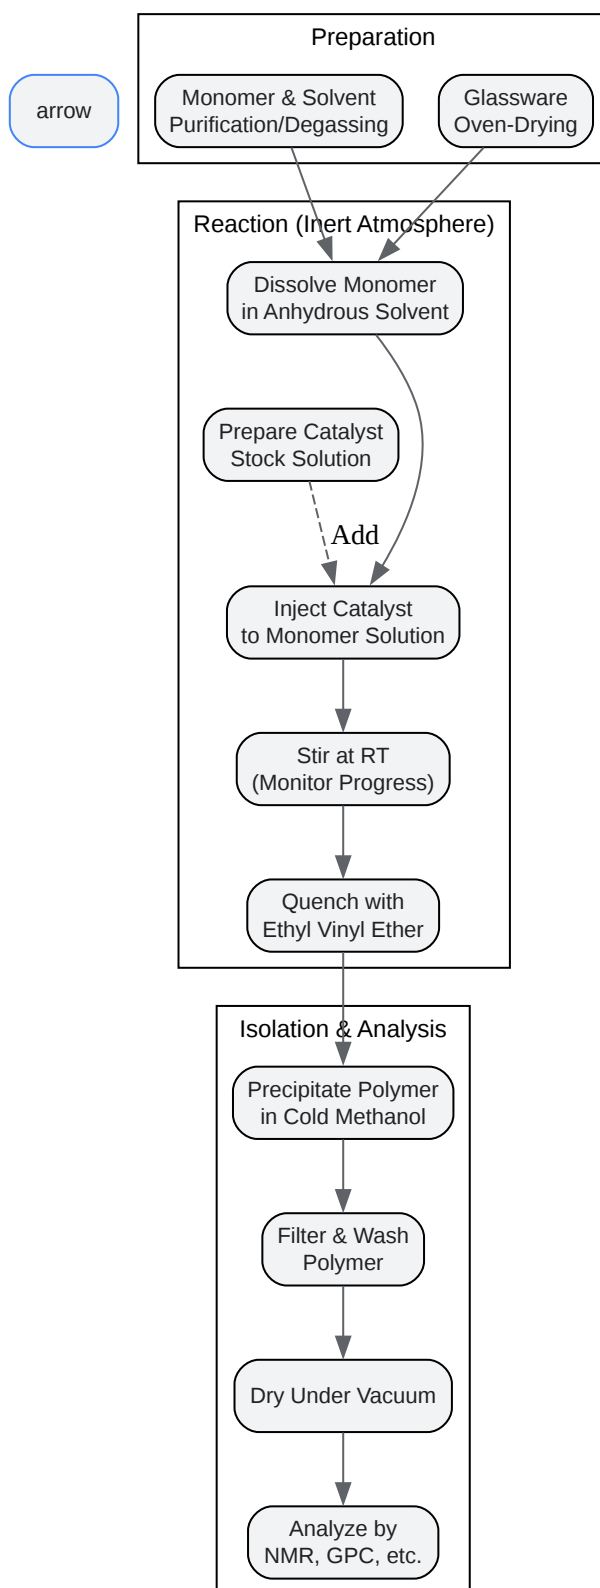 Preparation
arrow
Monomer & Solvent
Purification/Degassing
Glassware
Oven-Drying
Reaction (Inert Atmosphere)
Dissolve Monomer
in Anhydrous Solvent
Prepare Catalyst
Stock Solution
Add
Inject Catalyst
to Monomer Solution
Stir at RT
(Monitor Progress)
Quench with
Ethyl Vinyl Ether
Isolation & Analysis
Precipitate Polymer
in Cold Methanol
Filter & Wash
Polymer
Dry Under Vacuum
Analyze by
NMR, GPC, etc.